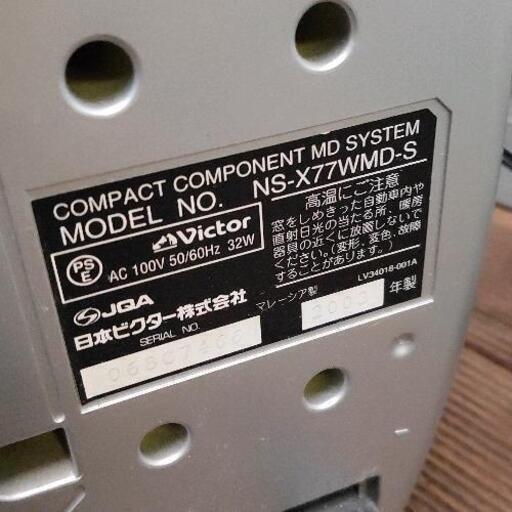 COMPACT COMPONENT MD SYSTEM
MODEL NO. NS-X77WMD-S
Victor
PS E
AC 100V 50/60Hz 32W
高温にご注意
窓をしめきった自動車内や
直射日光の当たる所、暖房
器具の近くに放置しないで
ください。(変形、変色、故障
することがあります。)
JQA
日本ビクター株式会社
マレーシア製
LV34018-001A
SERIAL NO.
年製